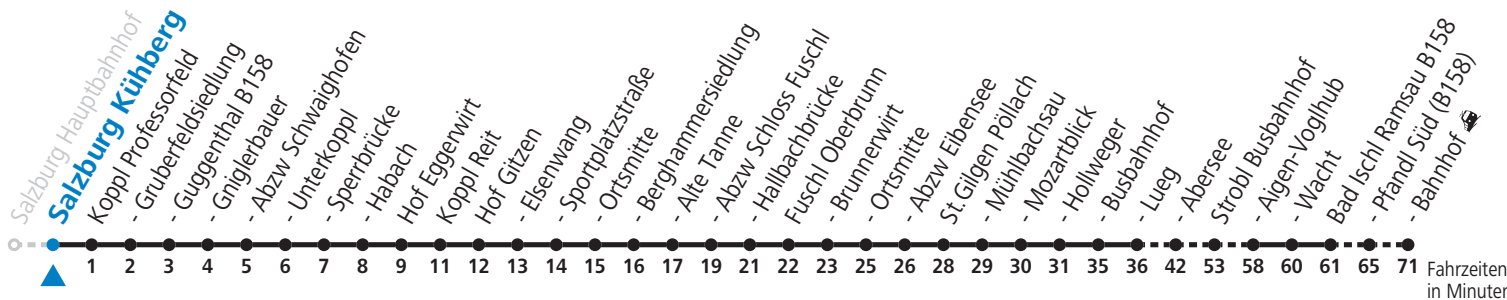 Salzburg Hauptbahnhof
Salzburg Kühberg
Koppl Professorfeld
- Gruberfeldsiedlung
- Guggenthal B158
- Gniglerbauer
- Abzw Schwaighofen
- Unterkoppl
- Sperrbrücke
- Habach
Hof Eggenwirt
Koppl Reit
Hof Gitzen
- Elsenwang
- Sportplatzstraße
- Ortsmitte
- Berghammersiedlung
- Alte Tanne
- Abzw Schloss Fuschl
- Hallbachbrücke
Fuschl Oberbrunn
- Brunnerwirt
- Ortsmitte
- Abzw Eibensee
St.Gilgen Pöllach
- Mühlbachsau
- Mozartblick
- Hollweger
- Busbahnhof
- Lueg
- Abersee
Strobl Busbahnhof
- Aigen-Voglhub
- Wacht
Bad Ischl Ramsau B158
- Pfandl Süd (B158)
- Bahnhof
1 2 3 4 5 6 7 8 9 11 12 13 14 15 16 17 19 21 22 23 25 26 28 29 30 31 35 36 42 53 58 60 61 65 71 Fahrzeiten
in Minuten